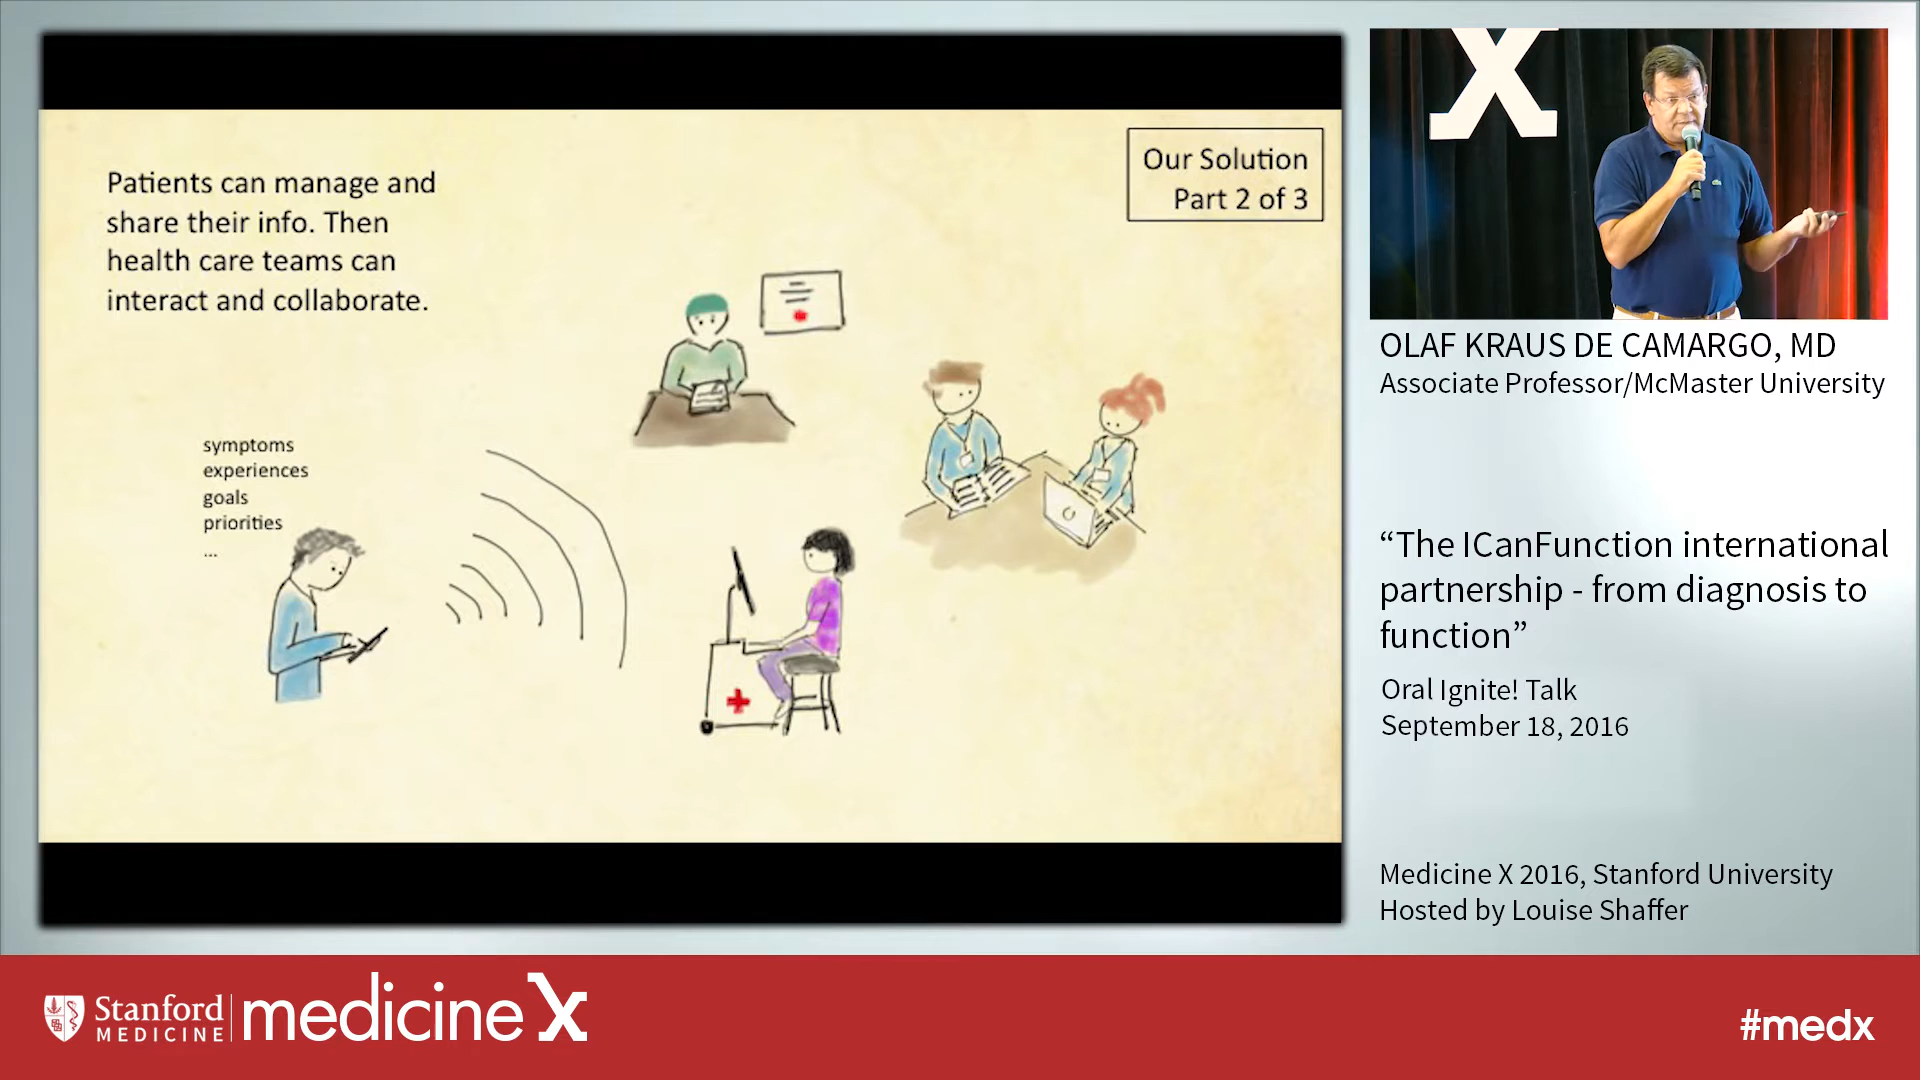 Patients can manage and
share their info. Then
health care teams can
interact and collaborate.
Our Solution
Part 2 of 3
symptoms
experiences
goals
priorities
...
X
OLAF KRAUS DE CAMARGO, MD
Associate Professor/McMaster University
“The ICanFunction international
partnership - from diagnosis to
function”
Oral Ignite! Talk
September 18, 2016
Medicine X 2016, Stanford University
Hosted by Louise Shaffer
Stanford
MEDICINE
medicine X
#medx